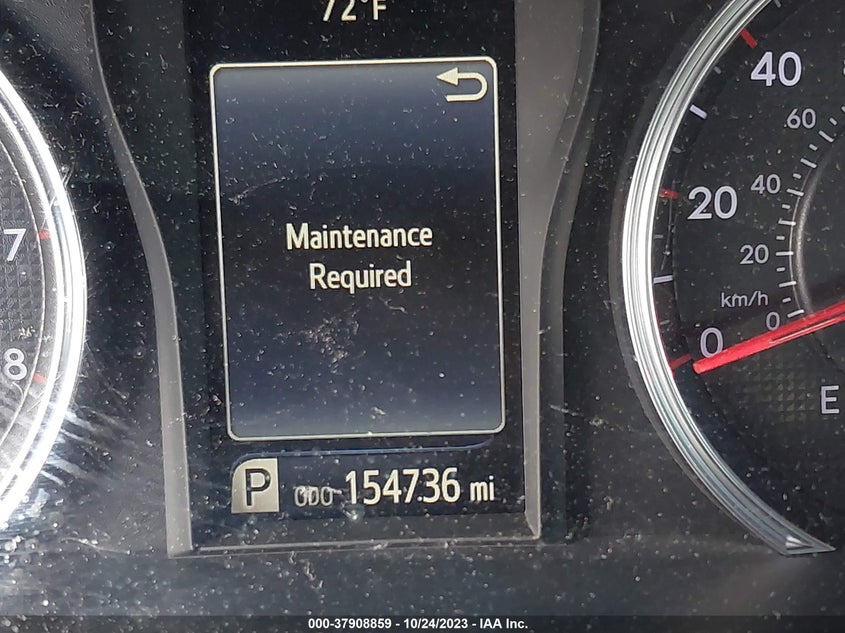 72°F
Maintenance
Required
P ODO 154736 mi
7
8
40
20
0
60
40
20
km/h
0
E
000-37908859 - 10/24/2023 - IAA Inc.